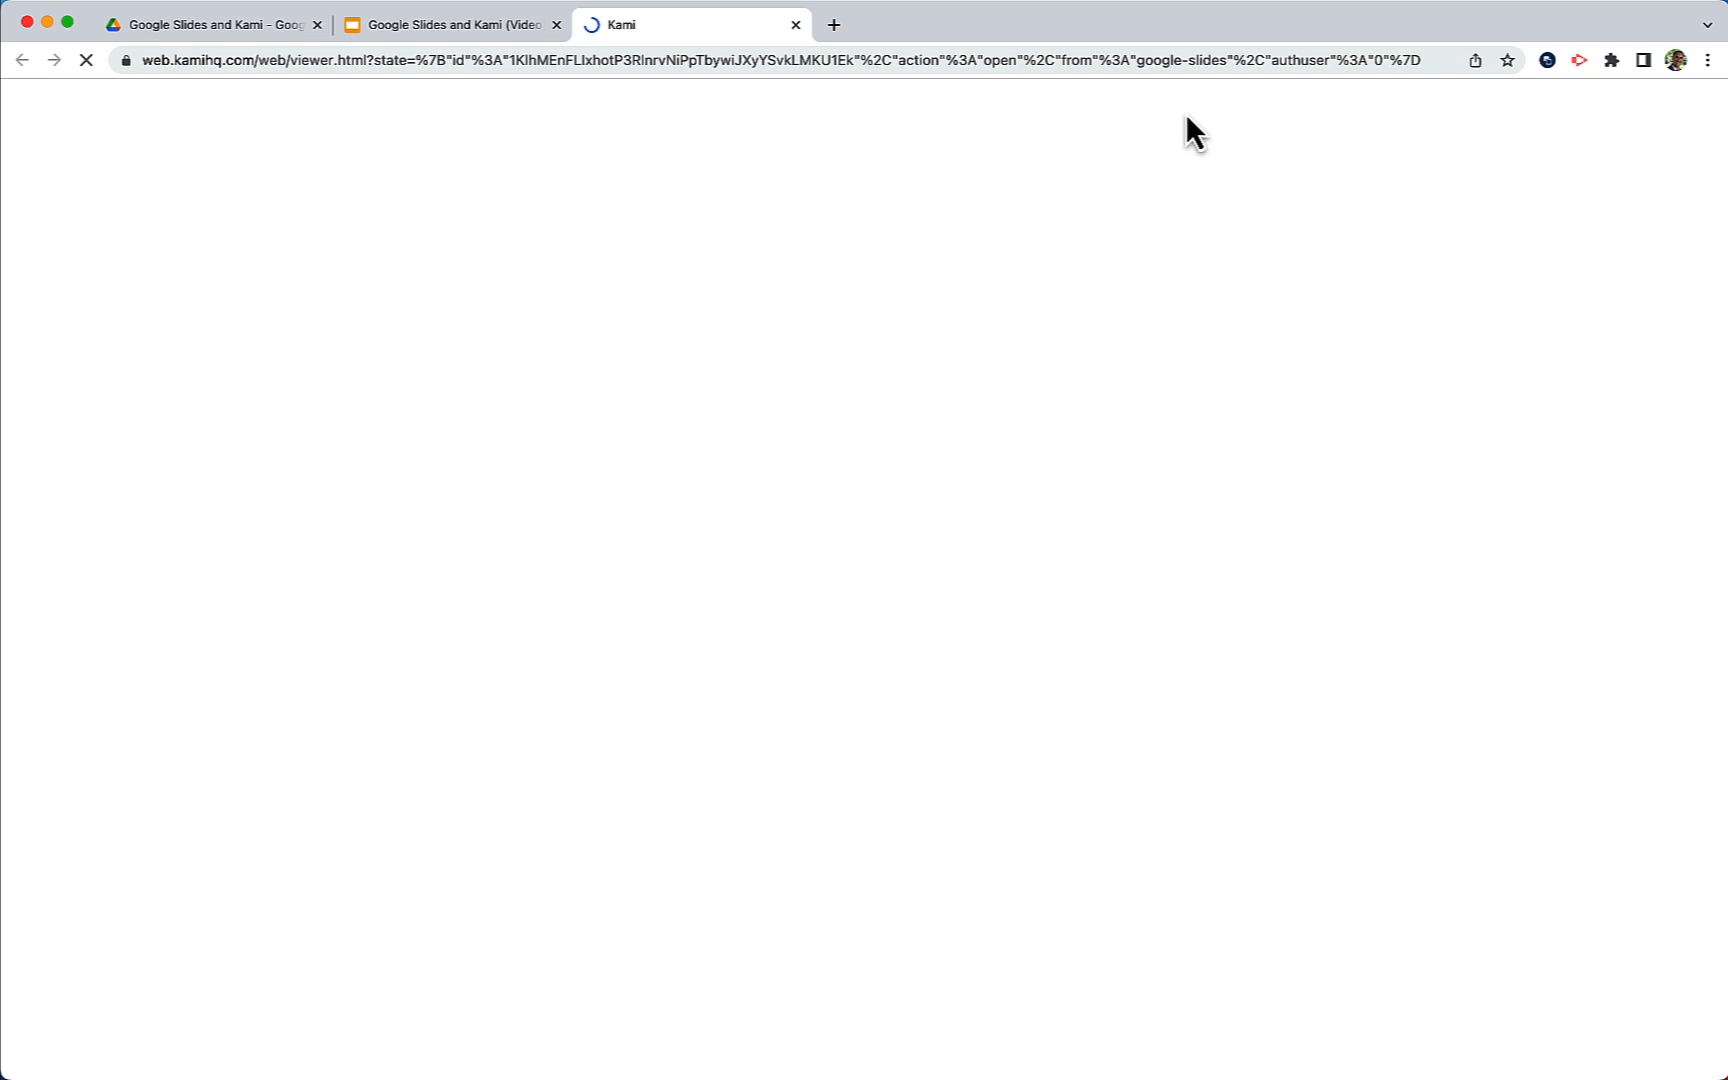 Google Slides and Kami - Goog
Google Slides and Kami (Video
Kami
web.kamihq.com/web/viewer.html?state=%7B"id"%3A"1KlhMEnFLIxhotP3RlnrvNiPpTbywiJXyYSvkLMKU1Ek"%2C"action"%3A"open"%2C"from"%3A"google-slides"%2C"authuser"%3A"0"%7D